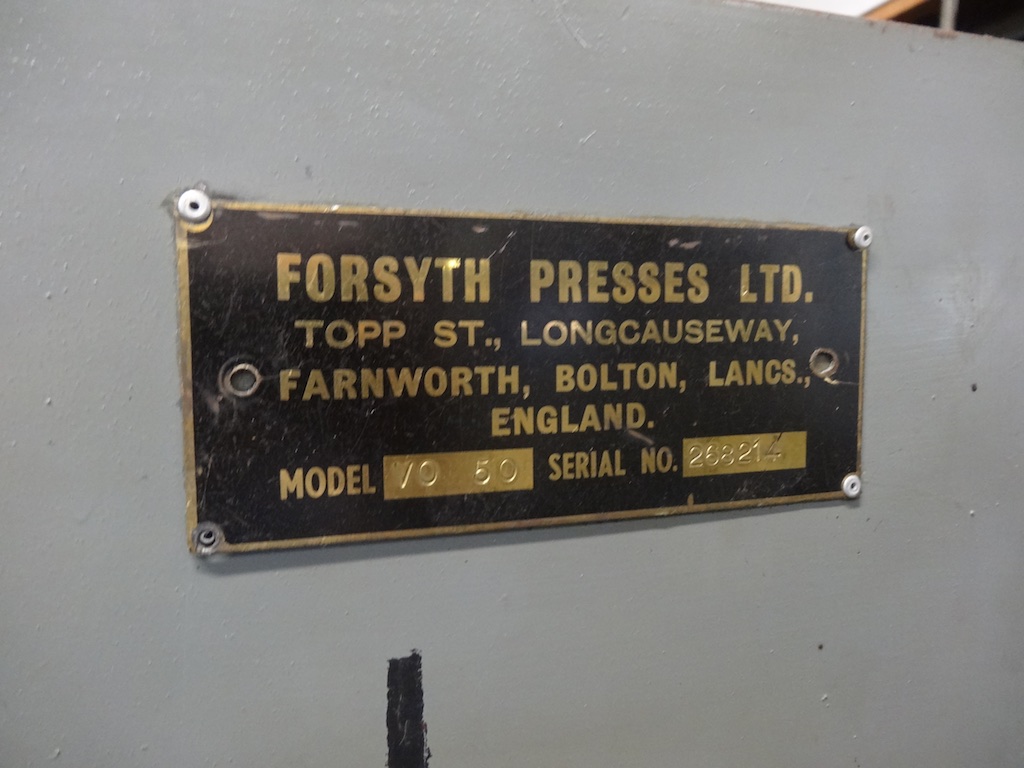 FORSYTH PRESSES LTD.
TOPP ST., LONGCAUSEWAY,
FARNWORTH, BOLTON, LANCS.,
ENGLAND.
MODEL VO 50 SERIAL NO. 268214